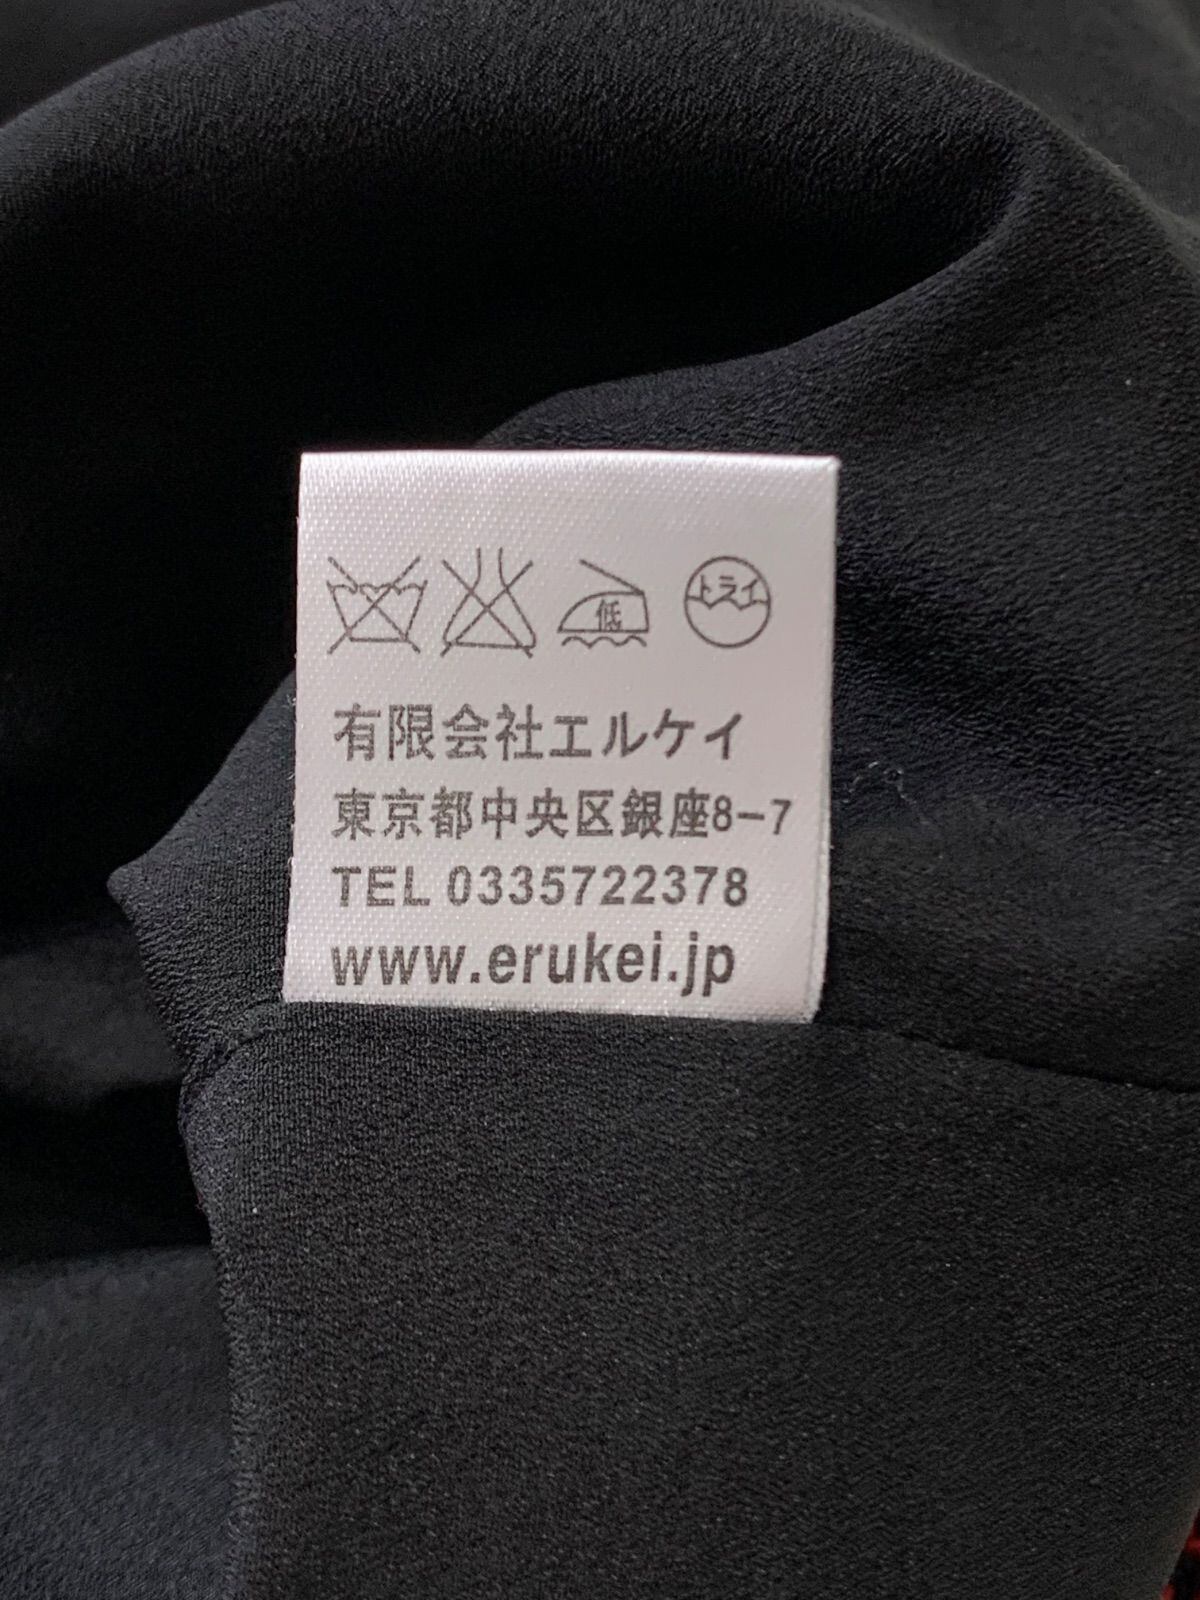 低 トライ
有限会社エルケイ
東京都中央区銀座8-7
TEL 0335722378
www.erukei.jp